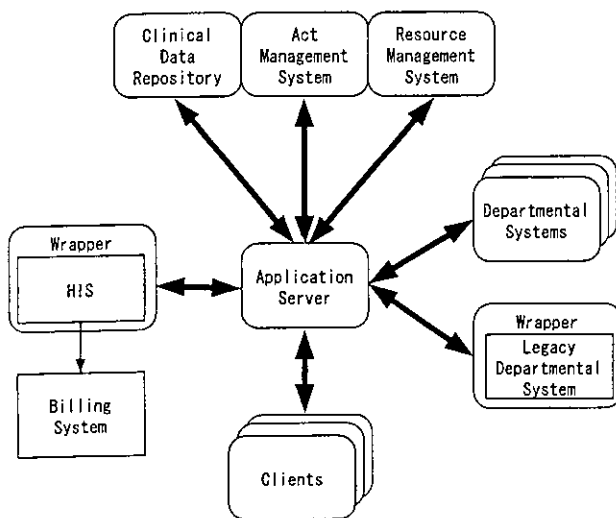 Clinical
Data
Repository
Act
Management
System
Resource
Management
System
Departmental
Systems
Wrapper
HIS
Application
Server
Wrapper
Legacy
Departmental
System
Billing
System
Clients